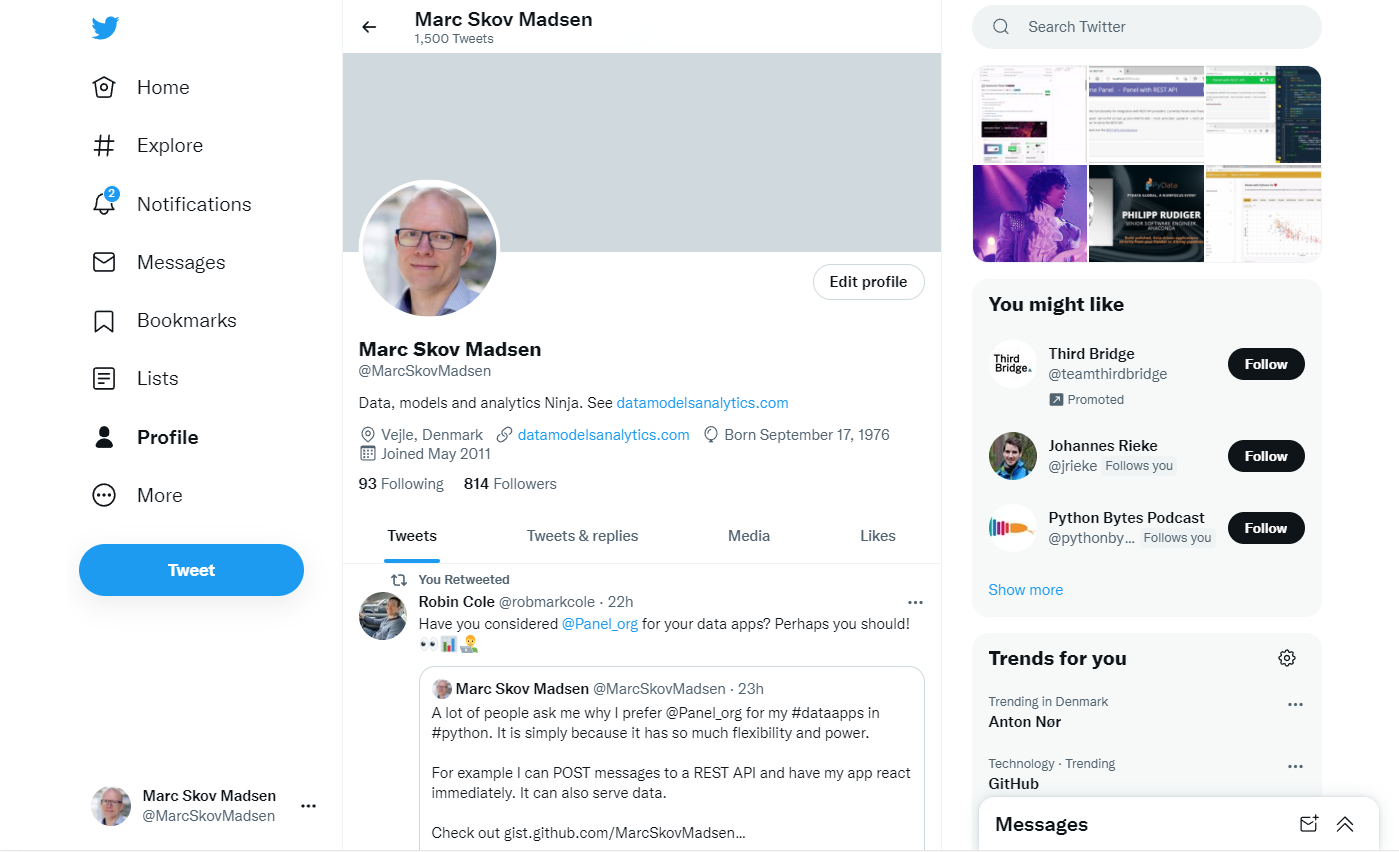 Home
Explore
2
Notifications
Messages
Bookmarks
Lists
Profile
More
Tweet
Marc Skov Madsen
@MarcSkovMadsen
Marc Skov Madsen
1,500 Tweets
Edit profile
Marc Skov Madsen
@MarcSkovMadsen
Data, models and analytics Ninja. See datamodelsanalytics.com
Vejle, Denmark datamodelsanalytics.com Born September 17, 1976
Joined May 2011
93 Following 814 Followers
Tweets Tweets & replies Media Likes
You Retweeted
Robin Cole @robmarkcole · 22h
Have you considered @Panel_org for your data apps? Perhaps you should!
👀📊👨‍💻
Marc Skov Madsen @MarcSkovMadsen · 23h
A lot of people ask me why I prefer @Panel_org for my #dataapps in
#python. It is simply because it has so much flexibility and power.
For example I can POST messages to a REST API and have my app react
immediately. It can also serve data.
Check out gist.github.com/MarcSkovMadsen…
Search Twitter
Panel with REST API
Panel with REST API
PyData
PYDATA GLOBAL, A NUMFOCUS EVENT
PHILIPP RUDIGER
SENIOR SOFTWARE ENGINEER
ANACONDA
You might like
Third Bridge.
Third Bridge
@teamthirdbridge
Promoted
Follow
Johannes Rieke
@jrieke Follows you
Follow
Python Bytes Podcast
@pythonby... Follows you
Follow
Show more
Trends for you
Trending in Denmark
Anton Nør
Technology · Trending
GitHub
Messages